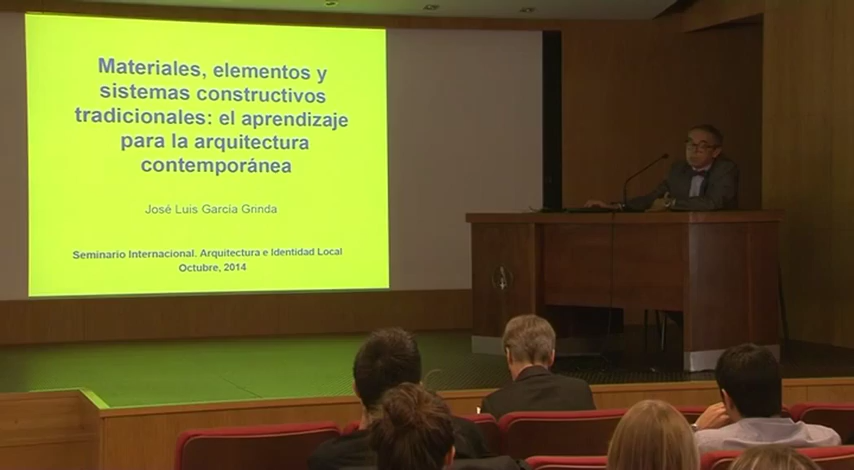 Materiales, elementos y
sistemas constructivos
tradicionales: el aprendizaje
para la arquitectura
contemporánea
José Luis García Grinda
Seminario Internacional. Arquitectura e Identidad Local
Octubre, 2014